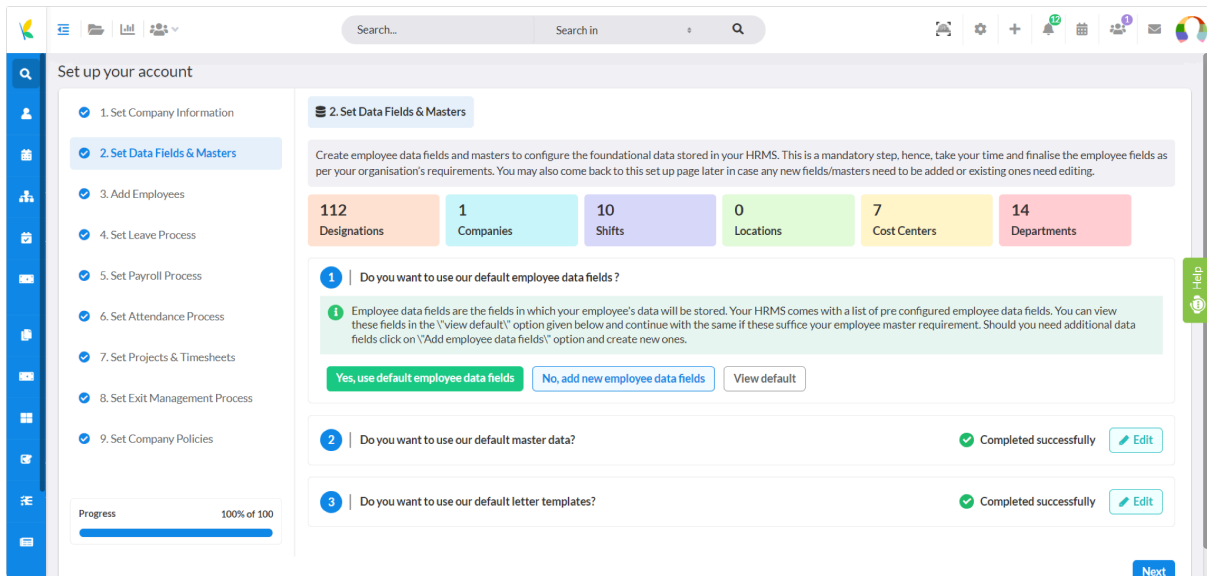 Search...
Search in
12
1
Set up your account
1. Set Company Information
2. Set Data Fields & Masters
3. Add Employees
4. Set Leave Process
5. Set Payroll Process
6. Set Attendance Process
7. Set Projects & Timesheets
8. Set Exit Management Process
9. Set Company Policies
Progress
100% of 100
2. Set Data Fields & Masters
Create employee data fields and masters to configure the foundational data stored in your HRMS. This is a mandatory step, hence, take your time and finalise the employee fields as
per your organisation's requirements. You may also come back to this set up page later in case any new fields/masters need to be added or existing ones need editing.
112
Designations
1
Companies
10
Shifts
0
Locations
7
Cost Centers
14
Departments
1
Do you want to use our default employee data fields ?
Employee data fields are the fields in which your employee's data will be stored. Your HRMS comes with a list of pre configured employee data fields. You can view
these fields in the \"view default\" option given below and continue with the same if these suffice your employee master requirement. Should you need additional data
fields click on \"Add employee data fields\" option and create new ones.
Yes, use default employee data fields
No, add new employee data fields
View default
2
Do you want to use our default master data?
Completed successfully
Edit
3
Do you want to use our default letter templates?
Completed successfully
Edit
Next
Help